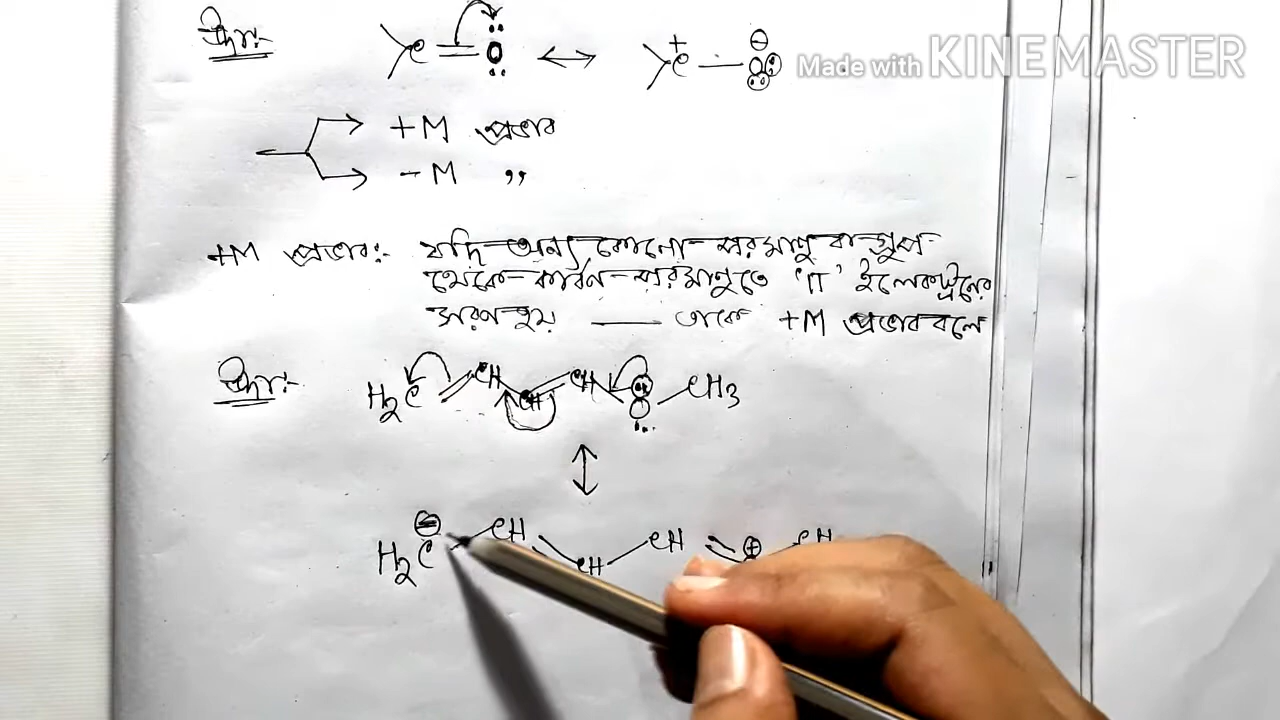 উদাঃ- C = O ↔ C⁺ — O⊖
Made with KINEMASTER
+M প্রভাব
-M ,,
+M প্রভাবঃ- যদি অন্য কোনো পরমাণু বা গ্রুপ
থেকে কার্বন পরমাণুতে 'π' ইলেকট্রনের
সরণ হয় — তাকে +M প্রভাব বলে
উদাঃ- H₂C = CH - CH = CH - O - CH3
H₂C - CH = CH - CH = O - CH